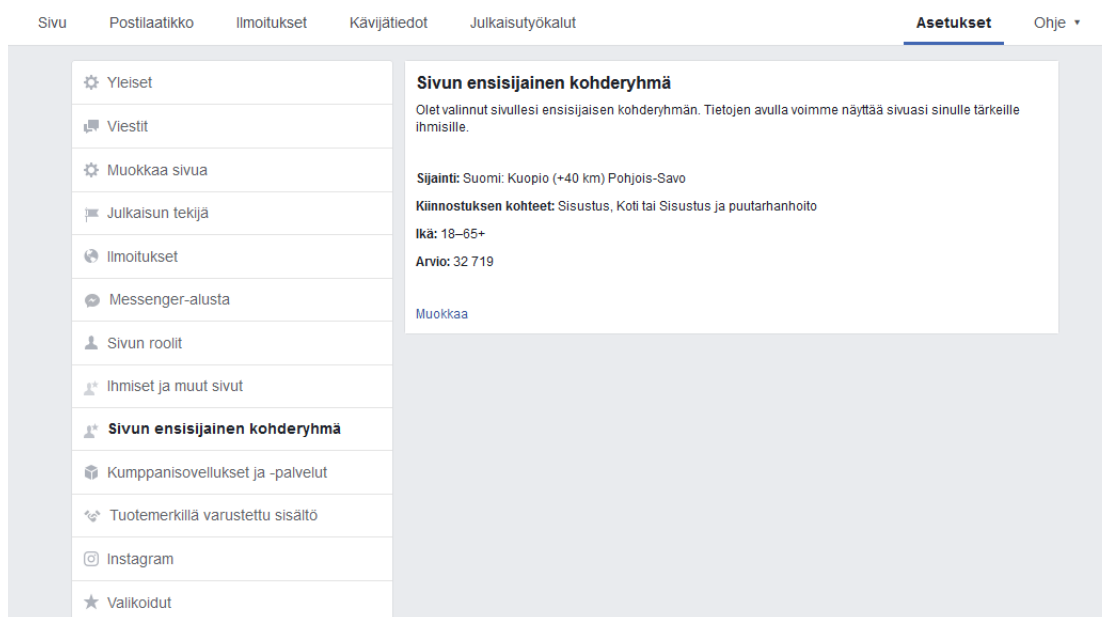 Sivu Postilaatikko Ilmoitukset Kävijätiedot Julkaisutyökalut Asetukset Ohje
Yleiset
Viestit
Muokkaa sivua
Julkaisun tekijä
Ilmoitukset
Messenger-alusta
Sivun roolit
Ihmiset ja muut sivut
Sivun ensisijainen kohderyhmä
Kumppanisovellukset ja -palvelut
Tuotemerkillä varustettu sisältö
Instagram
Valikoidut
Sivun ensisijainen kohderyhmä
Olet valinnut sivullesi ensisijaisen kohderyhmän. Tietojen avulla voimme näyttää sivuasi sinulle tärkeille
ihmisille.
Sijainti: Suomi: Kuopio (+40 km) Pohjois-Savo
Kiinnostuksen kohteet: Sisustus, Koti tai Sisustus ja puutarhanhoito
Ikä: 18–65+
Arvio: 32 719
Muokkaa